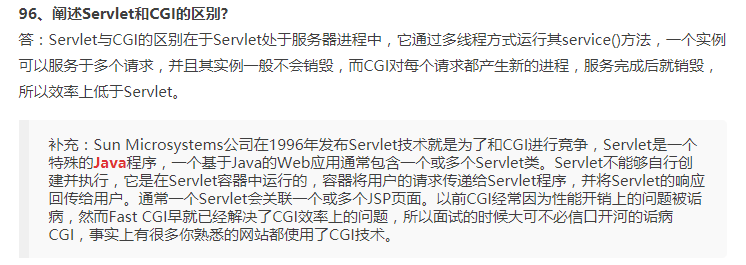 96、阐述Servlet和CGI的区别?
答：Servlet与CGI的区别在于Servlet处于服务器进程中，它通过多线程方式运行其service()方法，一个实例
可以服务于多个请求，并且其实例一般不会销毁，而CGI对每个请求都产生新的进程，服务完成后就销毁，
所以效率上低于Servlet。
补充：Sun Microsystems公司在1996年发布Servlet技术就是为了和CGI进行竞争，Servlet是一个
特殊的Java程序，一个基于Java的Web应用通常包含一个或多个Servlet类。Servlet不能够自行创
建并执行，它是在Servlet容器中运行的，容器将用户的请求传递给Servlet程序，并将Servlet的响应
回传给用户。通常一个Servlet会关联一个或多个JSP页面。以前CGI经常因为性能开销上的问题被诟
病，然而Fast CGI早就已经解决了CGI效率上的问题，所以面试的时候大可不必信口开河的诟病
CGI，事实上有很多你熟悉的网站都使用了CGI技术。